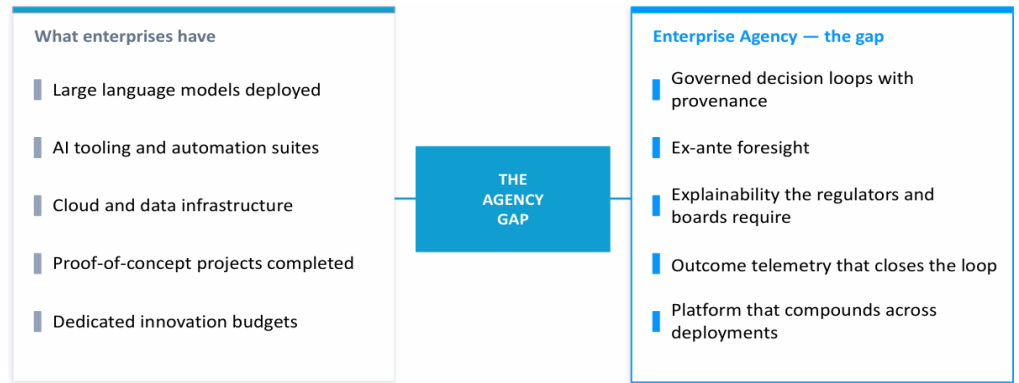 What enterprises have
Large language models deployed
AI tooling and automation suites
Cloud and data infrastructure
Proof-of-concept projects completed
Dedicated innovation budgets
THE
AGENCY
GAP
Enterprise Agency — the gap
Governed decision loops with
provenance
Ex-ante foresight
Explainability the regulators and
boards require
Outcome telemetry that closes the loop
Platform that compounds across
deployments